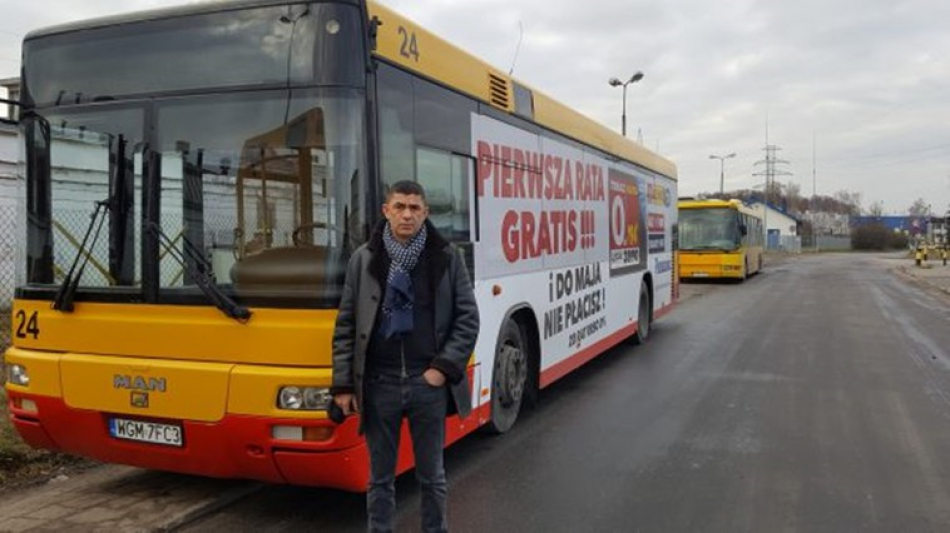 24
PIERWSZA RATA
GRATIS !!!
i DO MAJA
NIE PŁACISZ !
24
MAN
WGM 7FC3